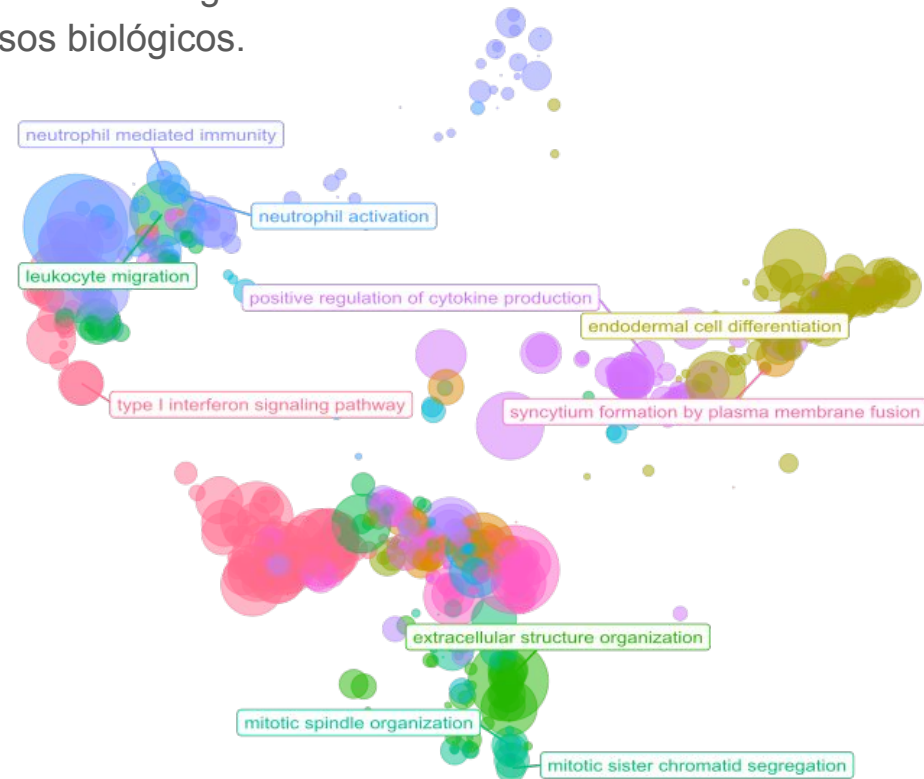 sos biológicos.
neutrophil mediated immunity
neutrophil activation
leukocyte migration
positive regulation of cytokine production
endodermal cell differentiation
type I interferon signaling pathway
syncytium formation by plasma membrane fusion
extracellular structure organization
mitotic spindle organization
mitotic sister chromatid segregation